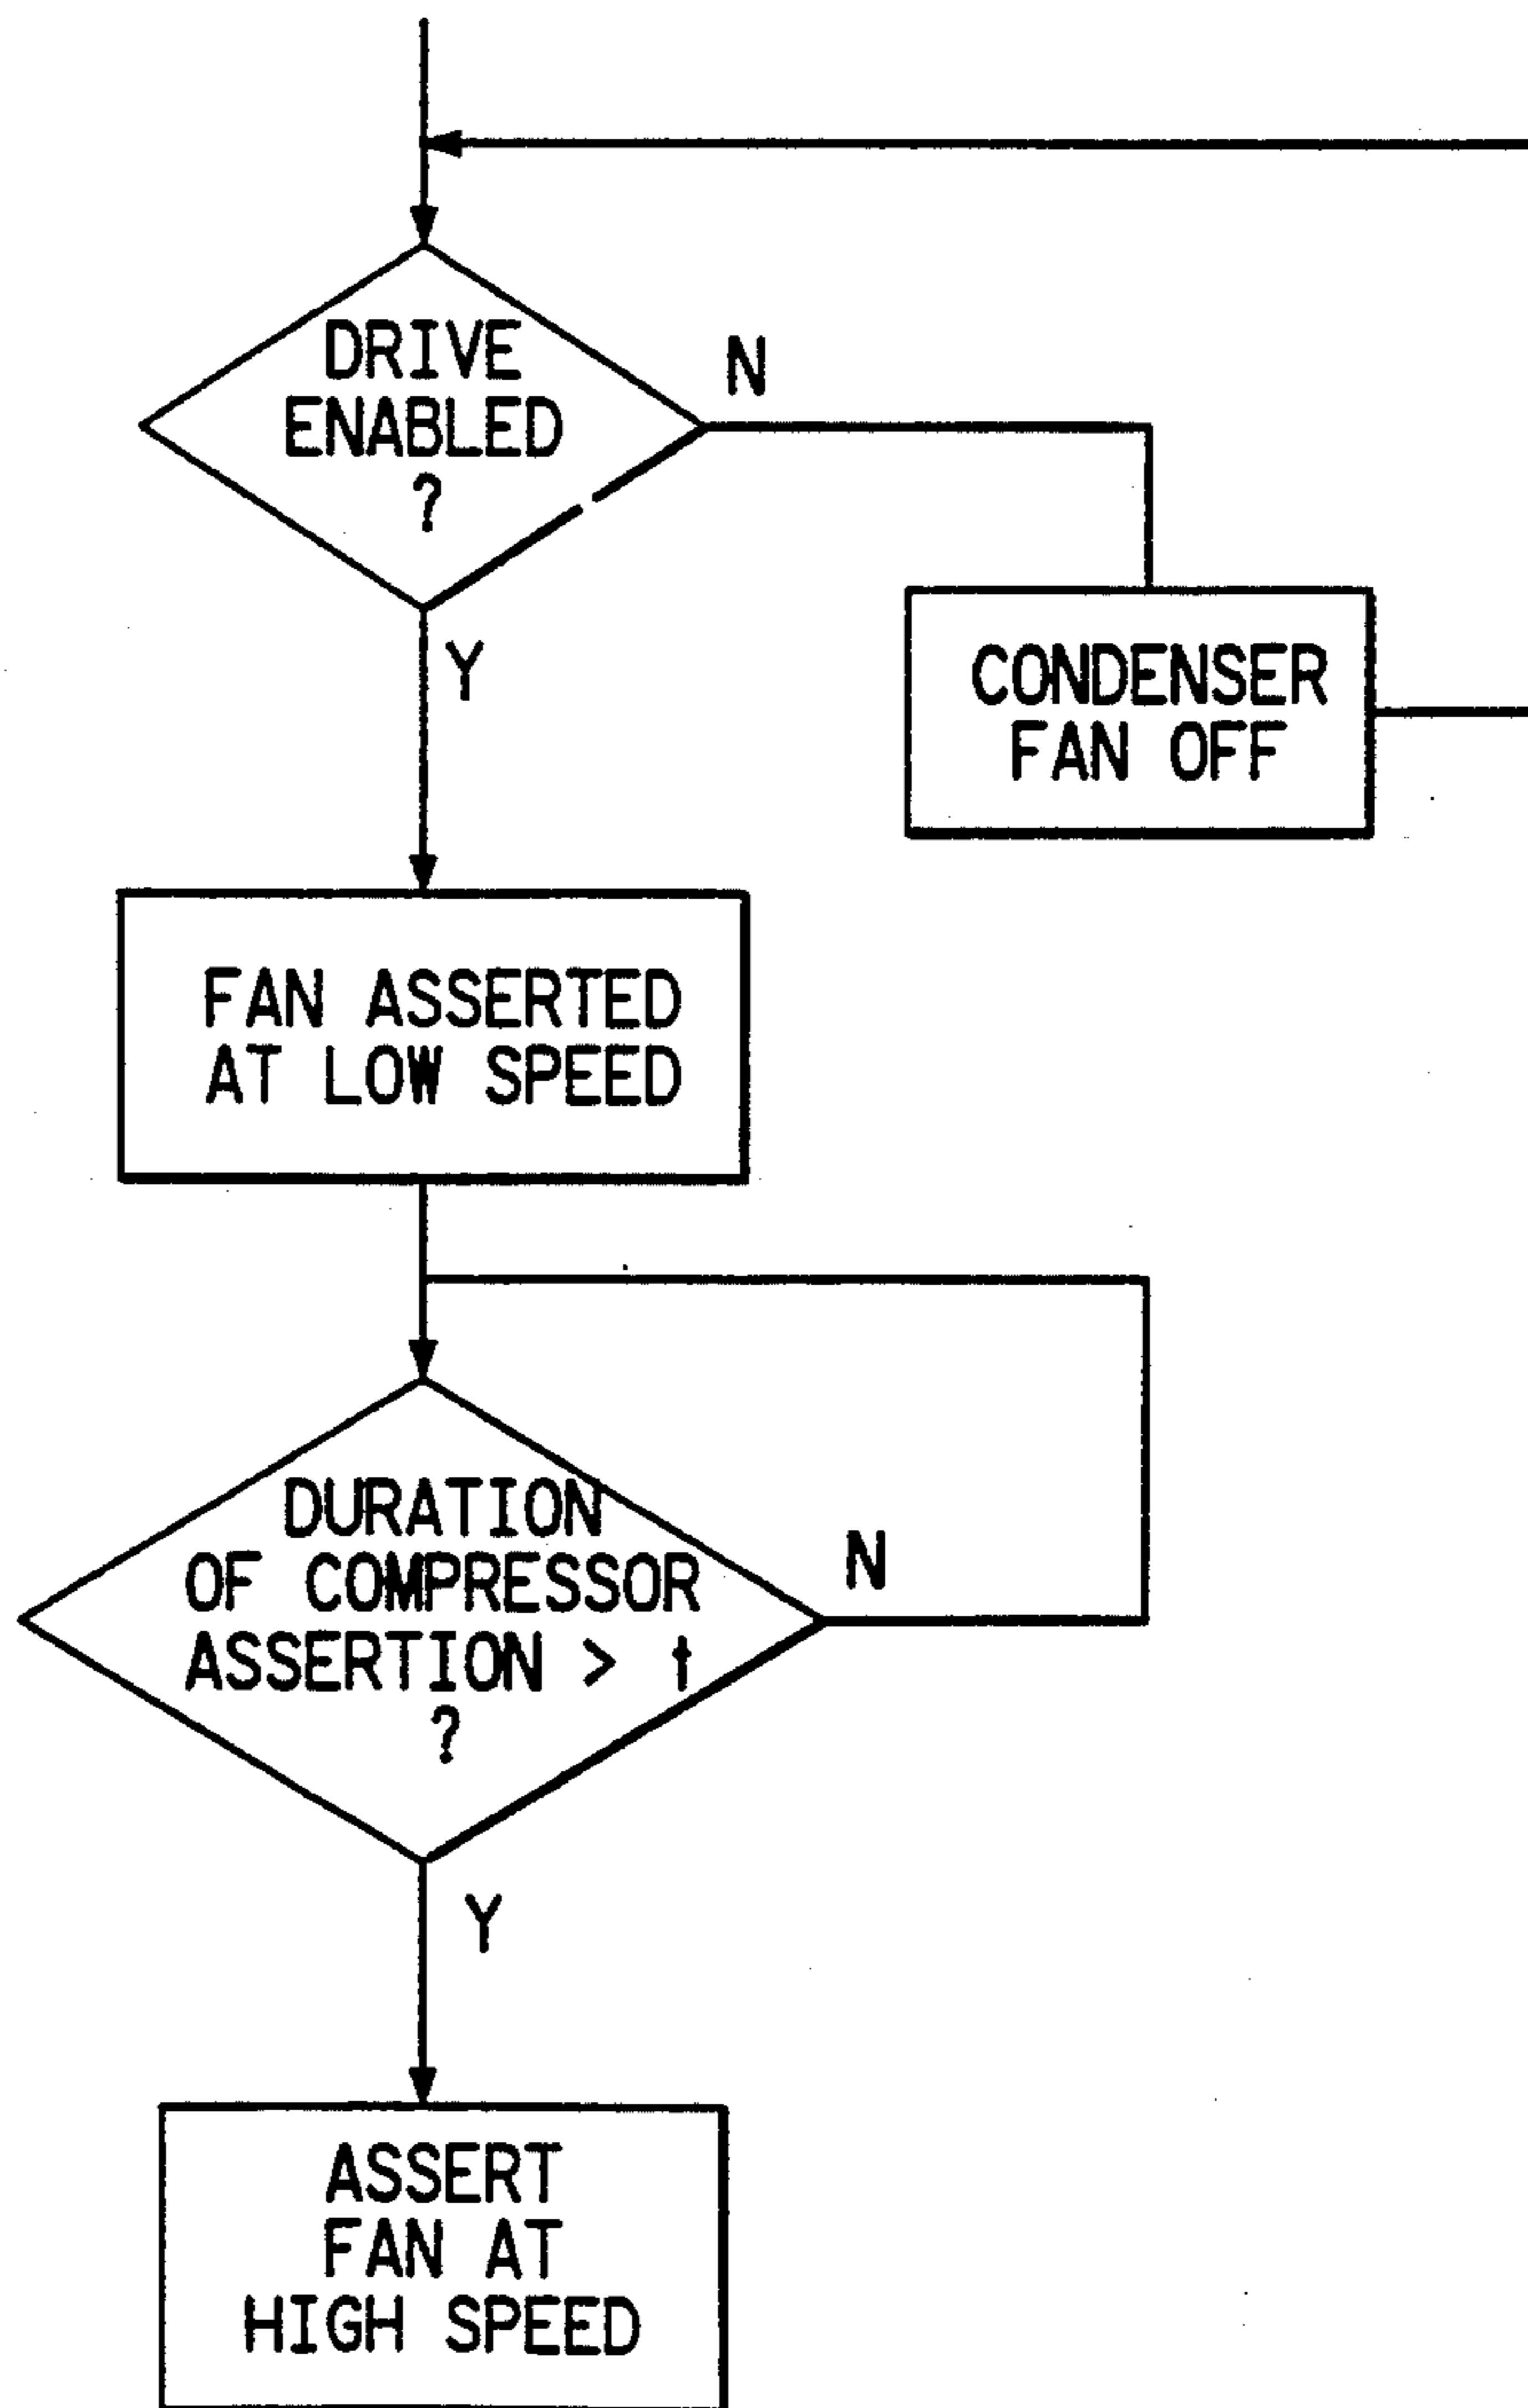 DRIVE
ENABLED
?
N
Y
CONDENSER
FAN OFF
FAN ASSERTED
AT LOW SPEED
DURATION
OF COMPRESSOR
ASSERTION > t
?
N
Y
ASSERT
FAN AT
HIGH SPEED